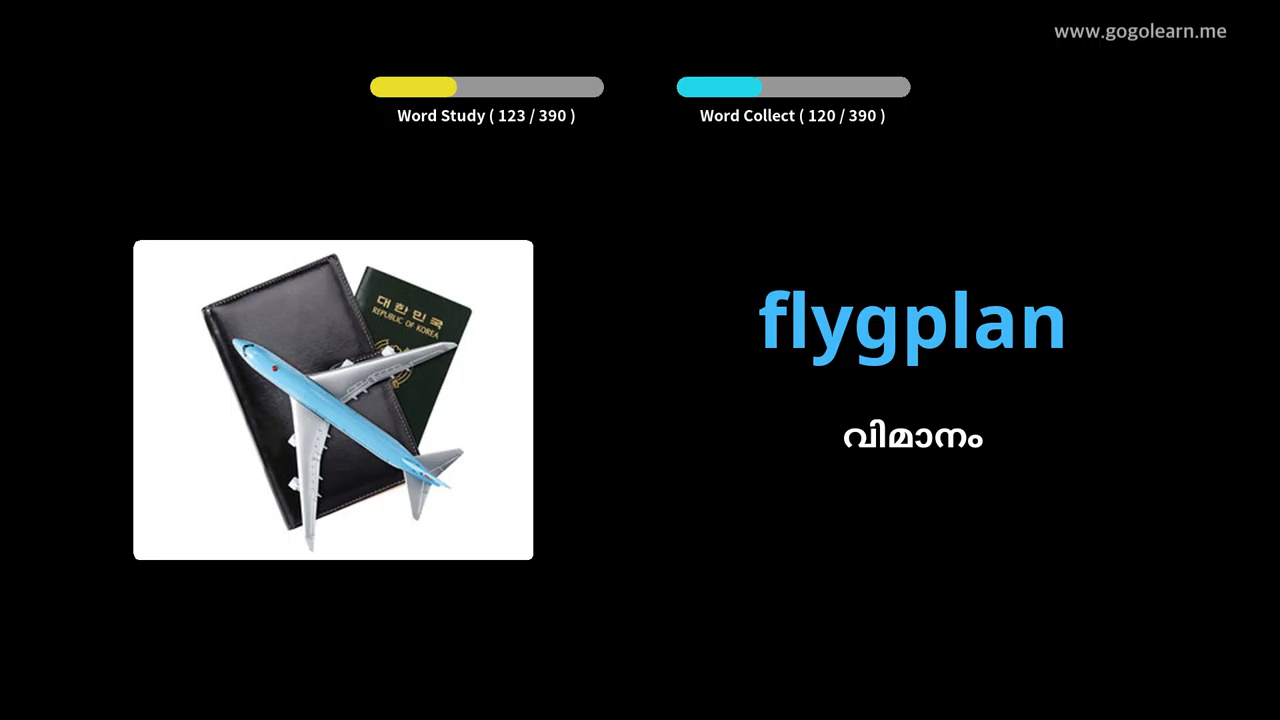 www.gogolearn.me
Word Study ( 123 / 390 )
Word Collect ( 120 / 390 )
대한민국
REPUBLIC OF KOREA
flygplan
വിമാനം